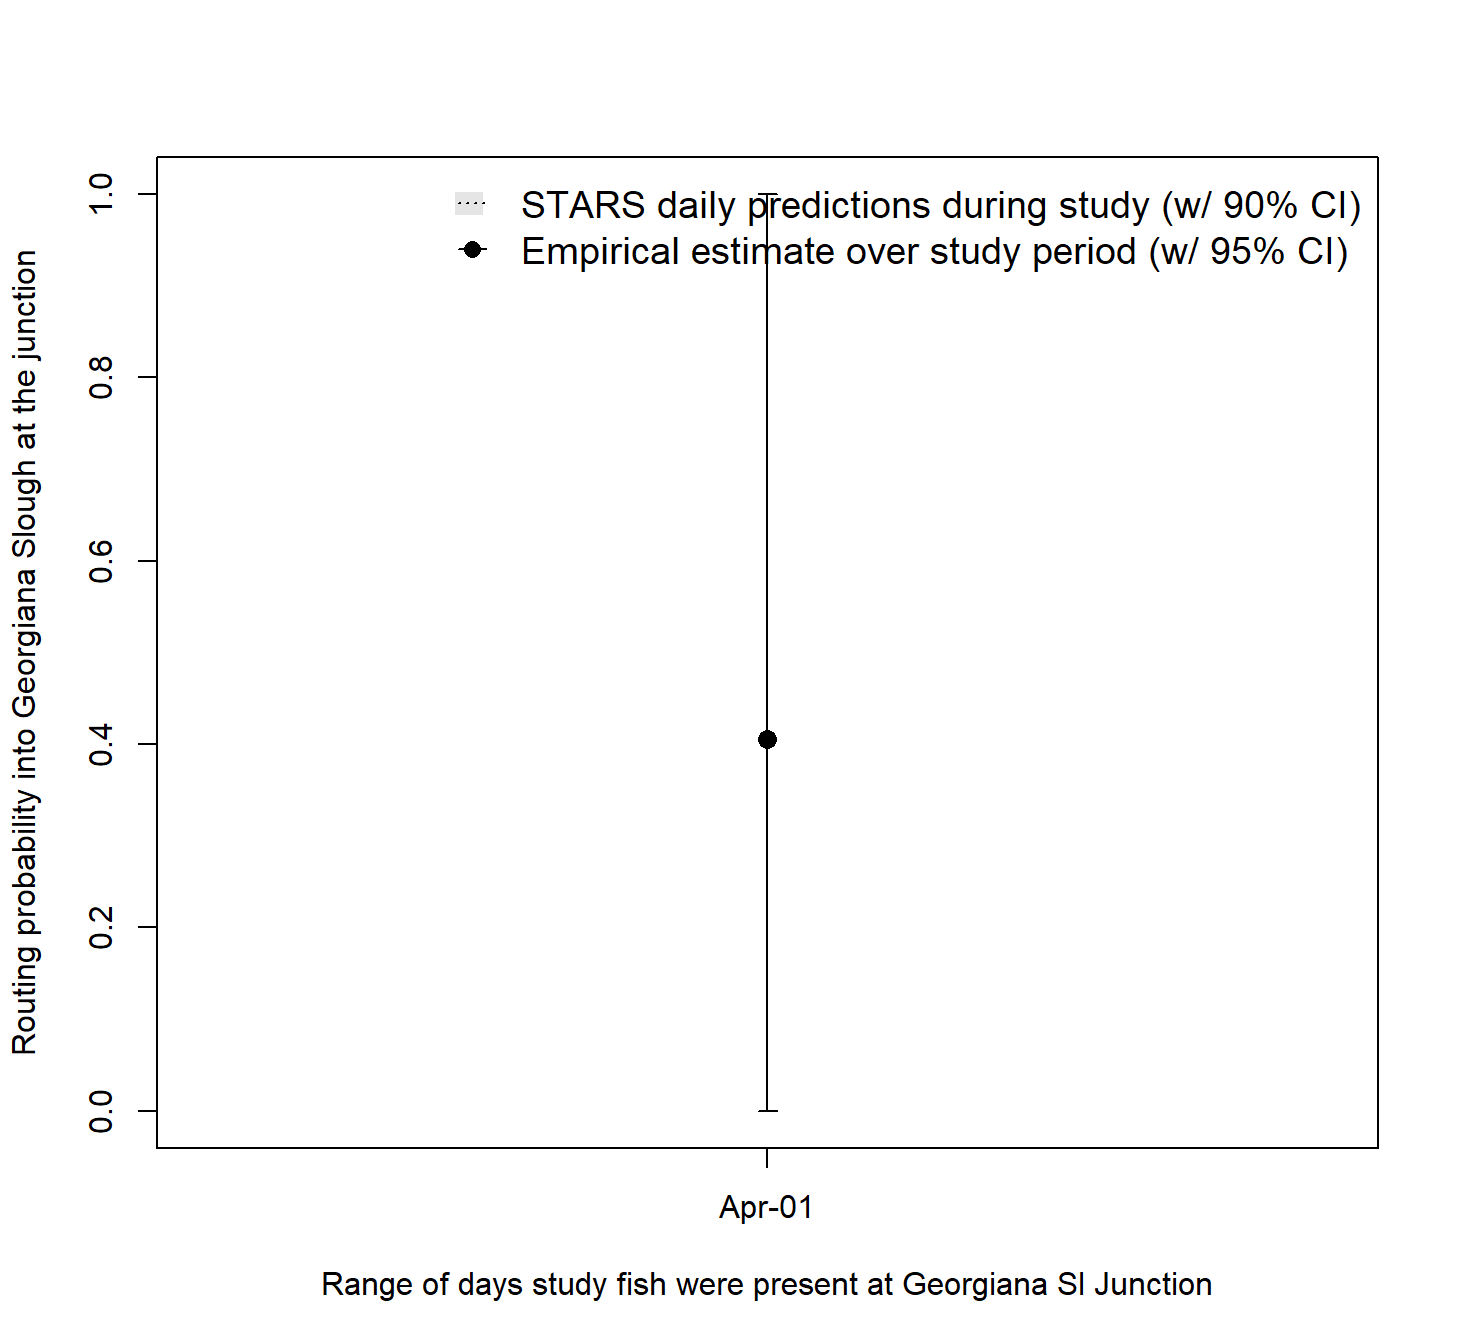 STARS daily predictions during study (w/ 90% CI)
Empirical estimate over study period (w/ 95% CI)
Routing probability into Georgiana Slough at the junction
1.0
0.8
0.6
0.4
0.2
0.0
Apr-01
Range of days study fish were present at Georgiana Sl Junction